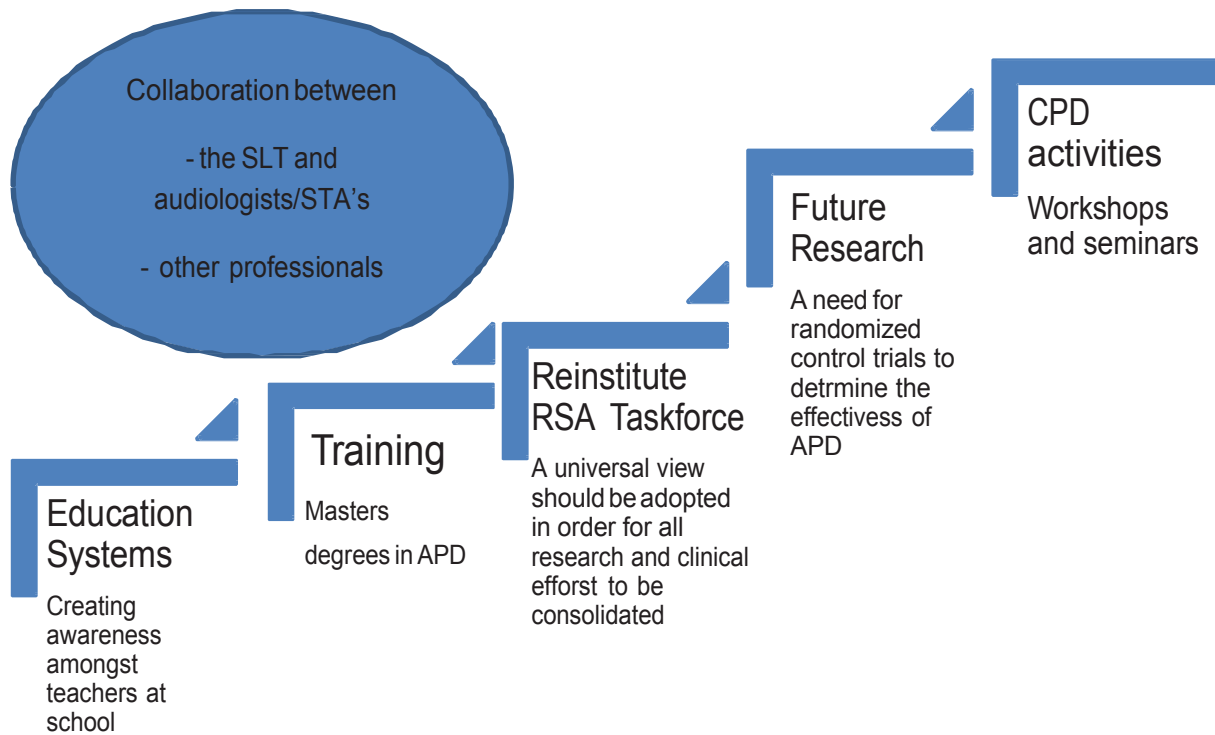 Collaboration between
- the SLT and
audiologists/STA's
- other professionals
Education
Systems
Creating
awareness
amongst
teachers at
school
Training
Masters
degrees in APD
Reinstitute
RSA Taskforce
A universal view
should be adopted
in order for all
research and clinical
efforst to be
consolidated
Future
Research
A need for
randomized
control trials to
detrmine the
effectivess of
APD
CPD
activities
Workshops
and seminars